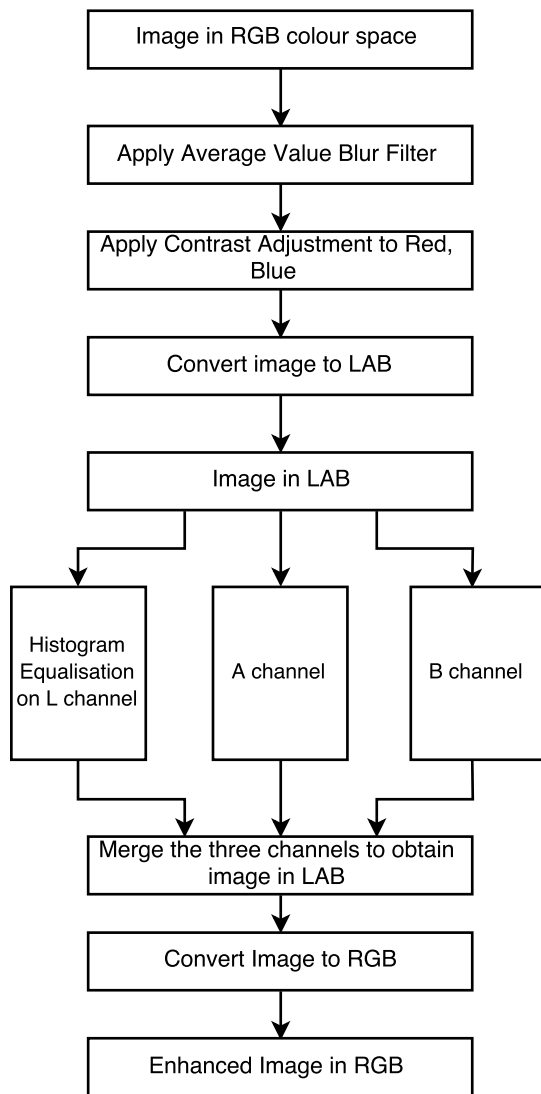 Image in RGB colour space
Apply Average Value Blur Filter
Apply Contrast Adjustment to Red,
Blue
Convert image to LAB
Image in LAB
Histogram
Equalisation
on L channel
A channel
B channel
Merge the three channels to obtain
image in LAB
Convert Image to RGB
Enhanced Image in RGB